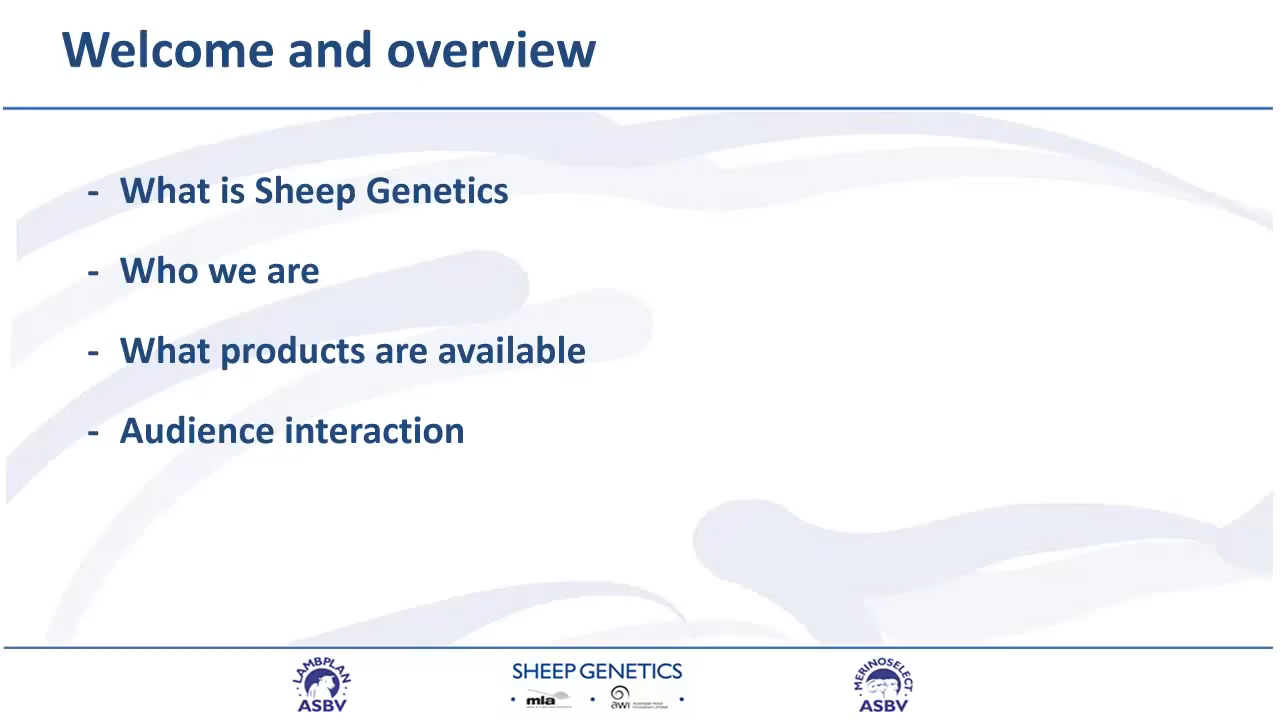 Welcome and overview
- What is Sheep Genetics
- Who we are
- What products are available
- Audience interaction
LAMBPLAN
ASBV
SHEEP GENETICS
mla
awi
MERINOSELECT
ASBV